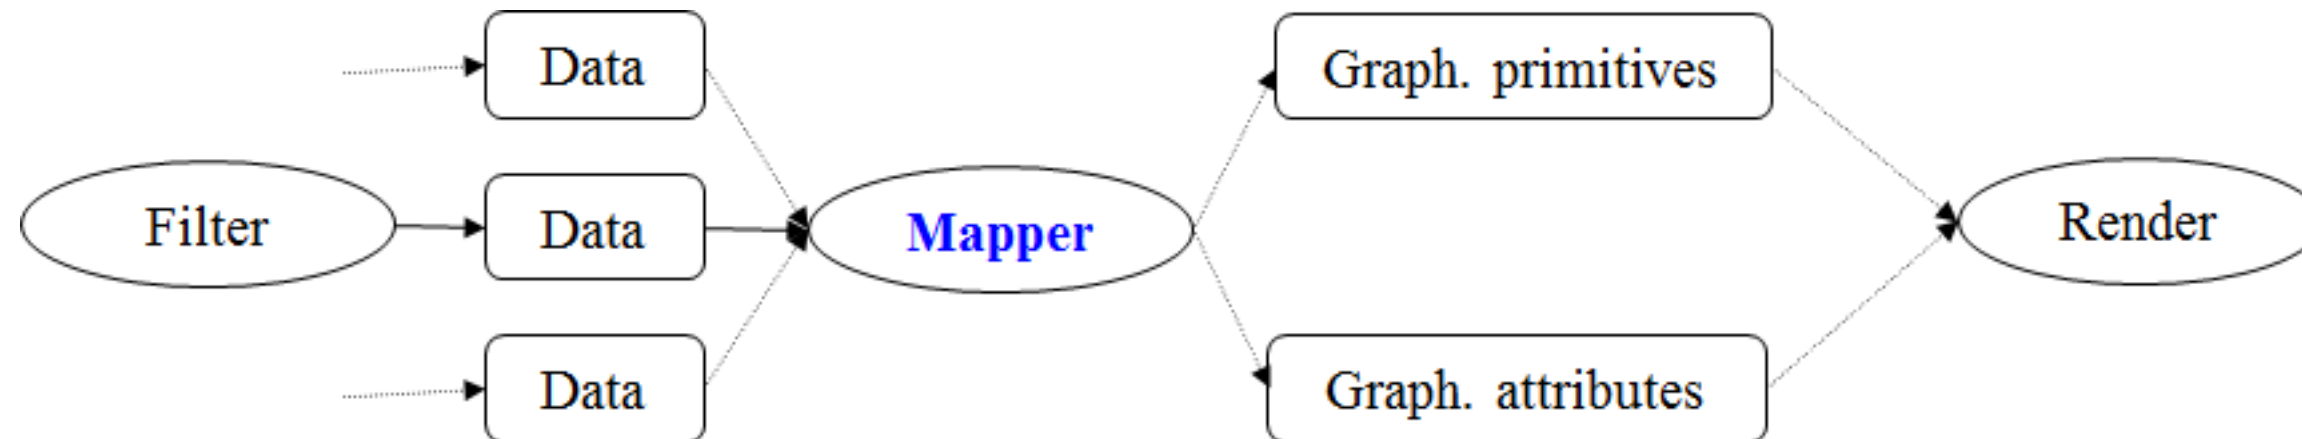 Data
Graph. primitives
Filter
Data
Mapper
Render
Data
Graph. attributes